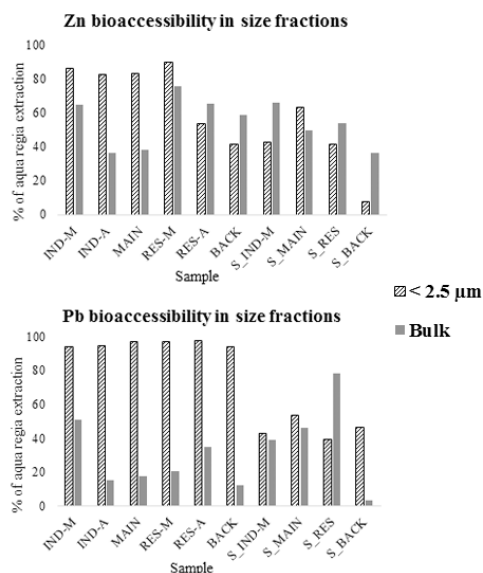 Zn bioaccessibility in size fractions
% of aqua regia extraction
100
80
60
40
20
0
IND-M
IND-A
MAIN
RES-M
RES-A
BACK
S_IND-M
S_MAIN
S_RES
S_BACK
Sample
< 2.5 µm
Bulk
Pb bioaccessibility in size fractions
% of aqua regia extraction
100
80
60
40
20
0
IND-M
IND-A
MAIN
RES-M
RES-A
BACK
S_IND-M
S_MAIN
S_RES
S_BACK
Sample